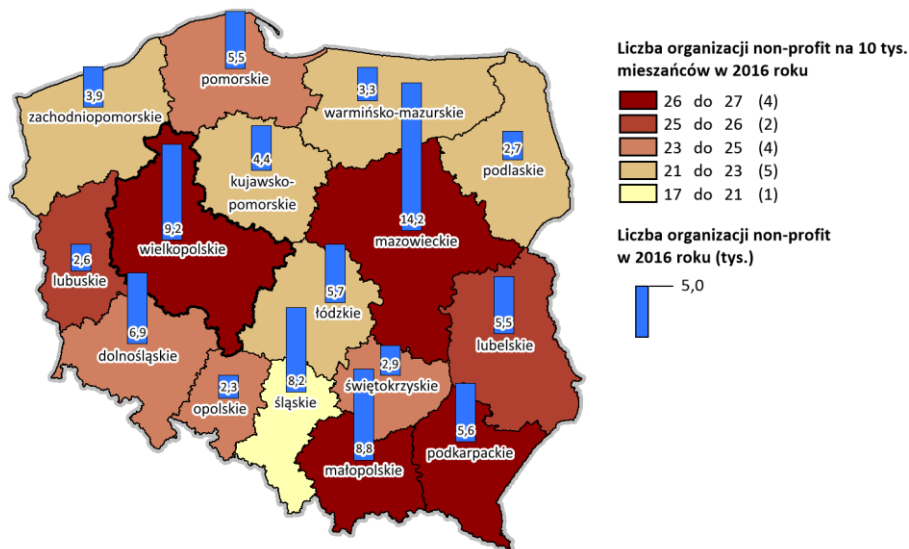 5,5
pomorskie
3,9
zachodniopomorskie
3,3
warmińsko-mazurskie
2,7
podlaskie
4,4
kujawsko-
pomorskie
14,2
mazowieckie
9,2
wielkopolskie
2,6
lubuskie
5,7
łódzkie
5,5
lubelskie
6,9
dolnośląskie
2,3
opolskie
8,2
śląskie
2,9
świętokrzyskie
8,8
małopolskie
5,6
podkarpackie
Liczba organizacji non-profit na 10 tys.
mieszańców w 2016 roku
26 do 27 (4)
25 do 26 (2)
23 do 25 (4)
21 do 23 (5)
17 do 21 (1)
Liczba organizacji non-profit
w 2016 roku (tys.)
5,0